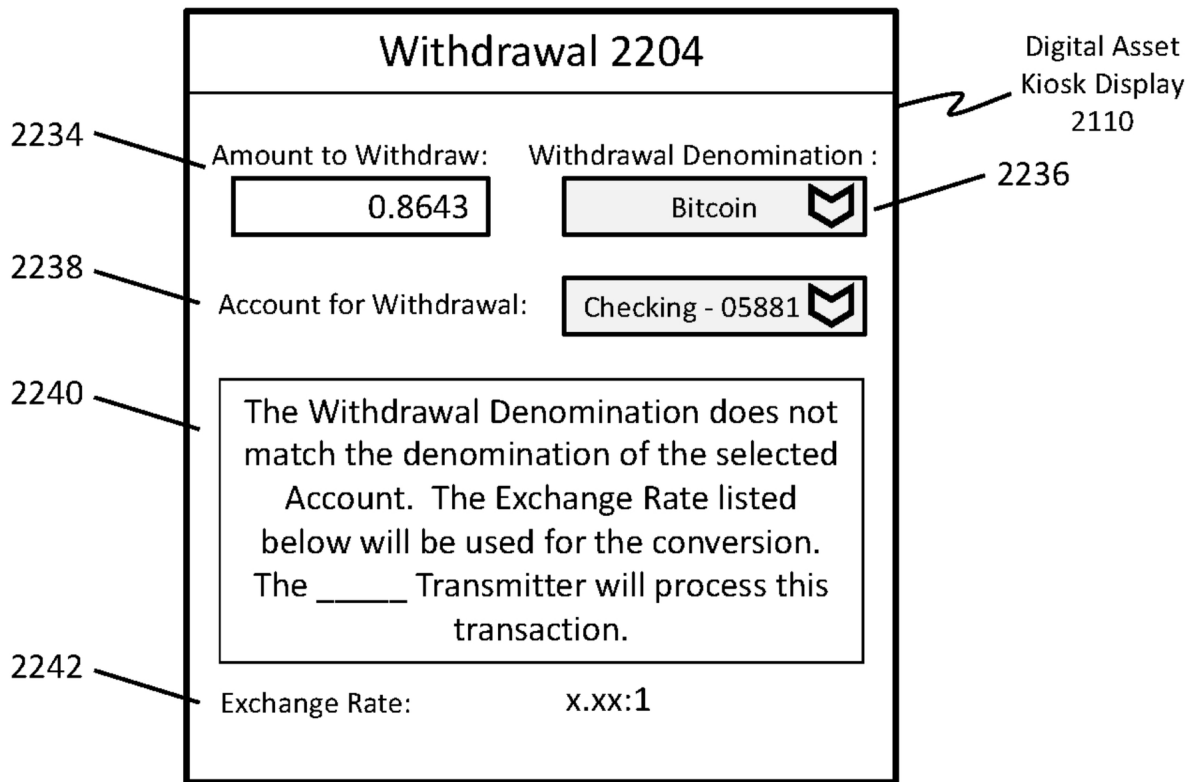 Withdrawal 2204
Digital Asset
Kiosk Display
2110
2234
Amount to Withdraw:
Withdrawal Denomination :
0.8643
Bitcoin
2236
2238
Account for Withdrawal:
Checking - 05881
2240
The Withdrawal Denomination does not
match the denomination of the selected
Account. The Exchange Rate listed
below will be used for the conversion.
The _____ Transmitter will process this
transaction.
2242
Exchange Rate:
x.xx:1